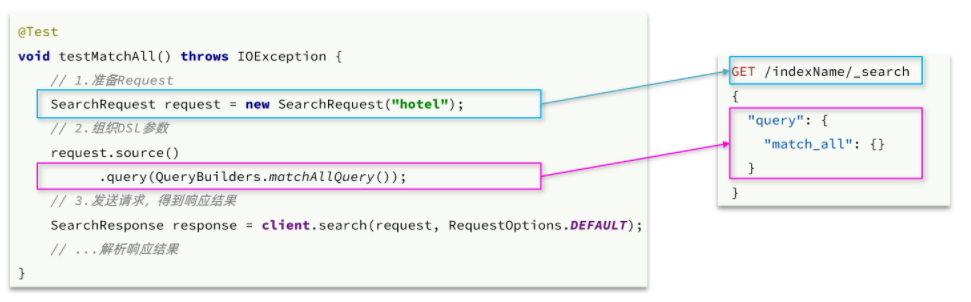 @Test
void testMatchAll() throws IOException {
// 1.准备Request
SearchRequest request = new SearchRequest("hotel");
// 2.组织DSL参数
request.source()
.query(QueryBuilders.matchAllQuery());
// 3.发送请求，得到响应结果
SearchResponse response = client.search(request, RequestOptions.DEFAULT);
// ...解析响应结果
}
GET /indexName/_search
{
"query": {
"match_all": {}
}
}